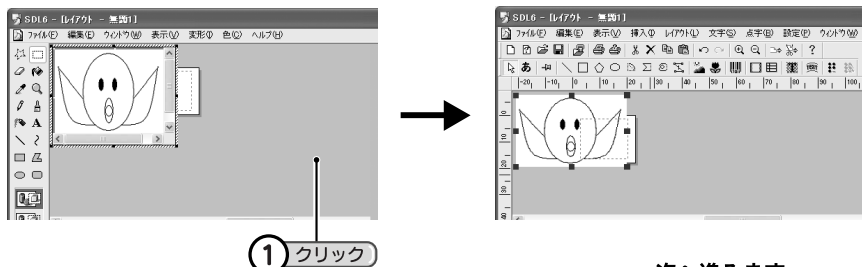 SDL6 - [レイアウト - 無題1]
ファイル(F) 編集(E) ウィンドウ(W) 表示(V) 変形(I) 色(C) ヘルプ(H)
A
① クリック
SDL6 - [レイアウト - 無題1]
ファイル(F) 編集(E) 表示(V) 挿入(I) レイアウト(L) 文字(S) 点字(B) 設定(P) ウィンドウ(W)
あ
-20 -10 0 10 20 30 40 50 60 70 80 90 100
0
10
20
30